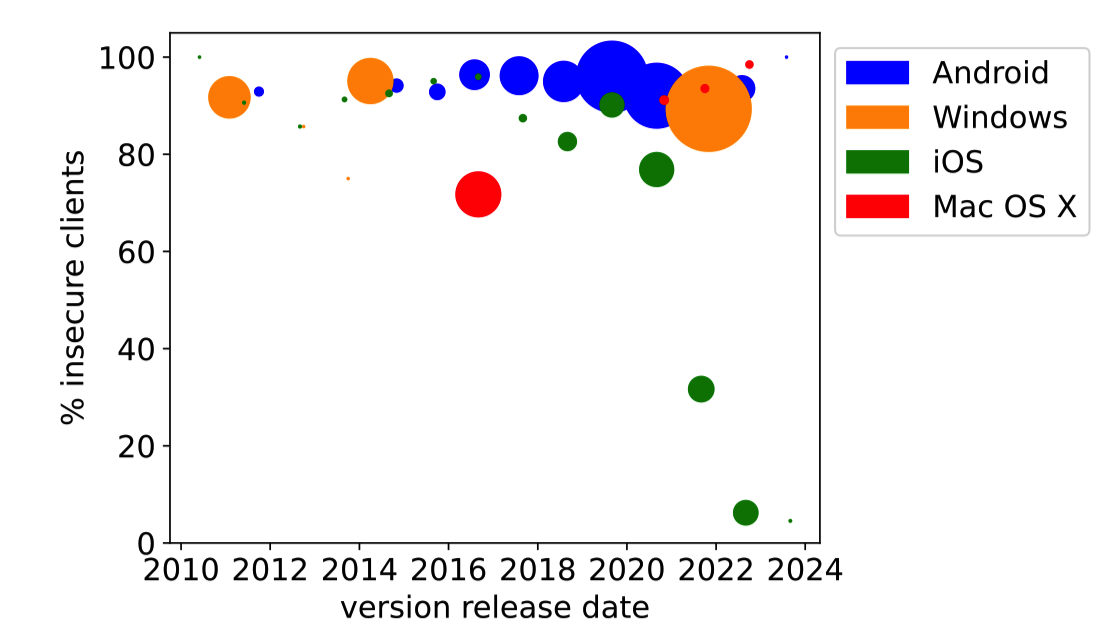 100
80
60
40
20
0
% insecure clients
2010 2012 2014 2016 2018 2020 2022 2024
version release date
Android
Windows
iOS
Mac OS X